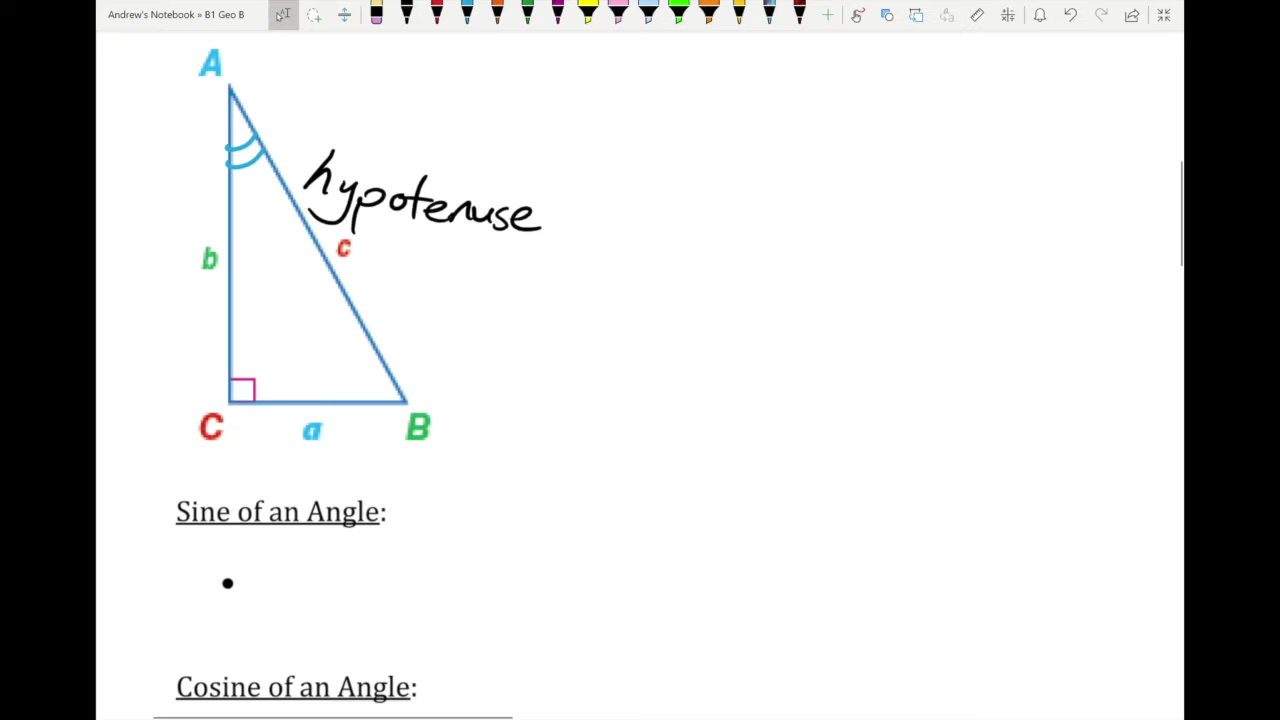 Andrew's Notebook » B1 Geo B
A
hypotenuse
b
c
C
a
B
Sine of an Angle:
•
Cosine of an Angle: